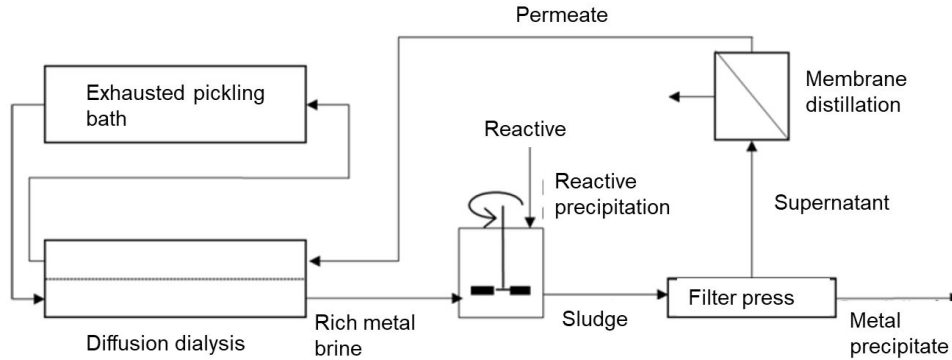 Permeate
Exhausted pickling
bath
Membrane
distillation
Reactive
Reactive
precipitation
Supernatant
Filter press
Diffusion dialysis
Rich metal
brine
Sludge
Metal
precipitate